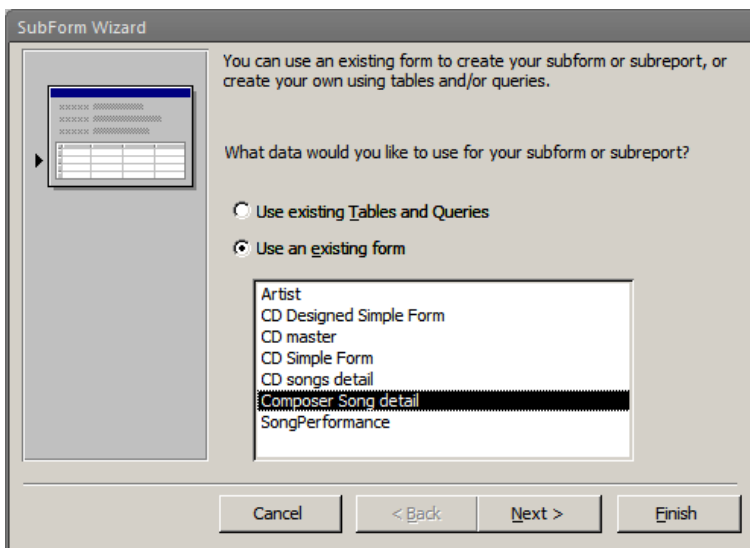 SubForm Wizard
You can use an existing form to create your subform or subreport, or
create your own using tables and/or queries.
What data would you like to use for your subform or subreport?
Use existing Tables and Queries
Use an existing form
Artist
CD Designed Simple Form
CD master
CD Simple Form
CD songs detail
Composer Song detail
SongPerformance
Cancel
< Back
Next >
Finish